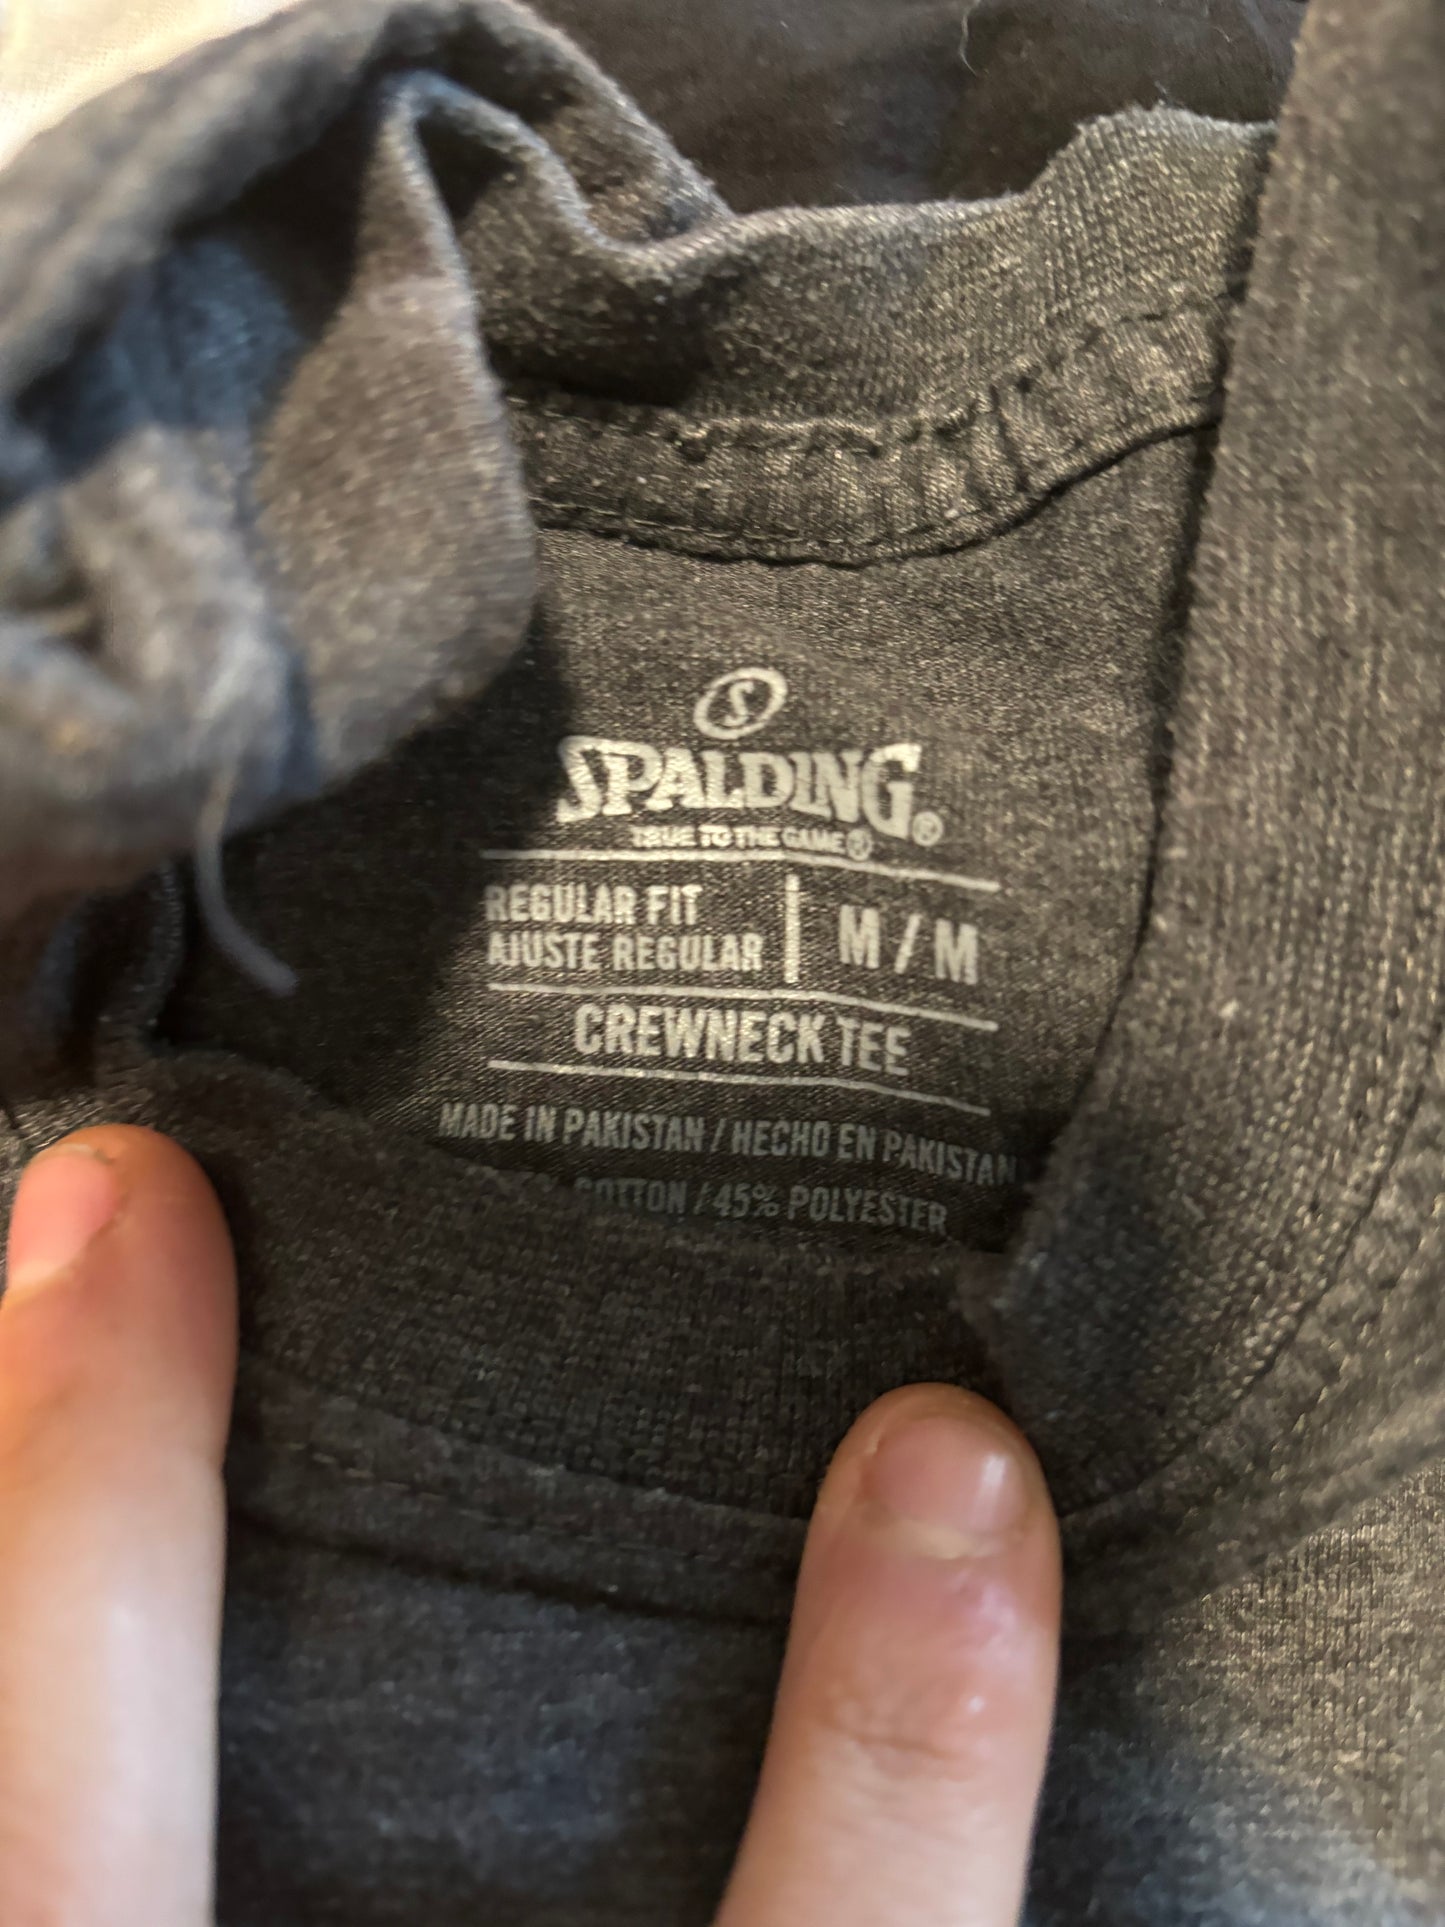 S
SPALDING®
TRUE TO THE GAME®
REGULAR FIT
AJUSTE REGULAR
M / M
CREWNECK TEE
MADE IN PAKISTAN / HECHO EN PAKISTAN
COTTON / 45% POLYESTER